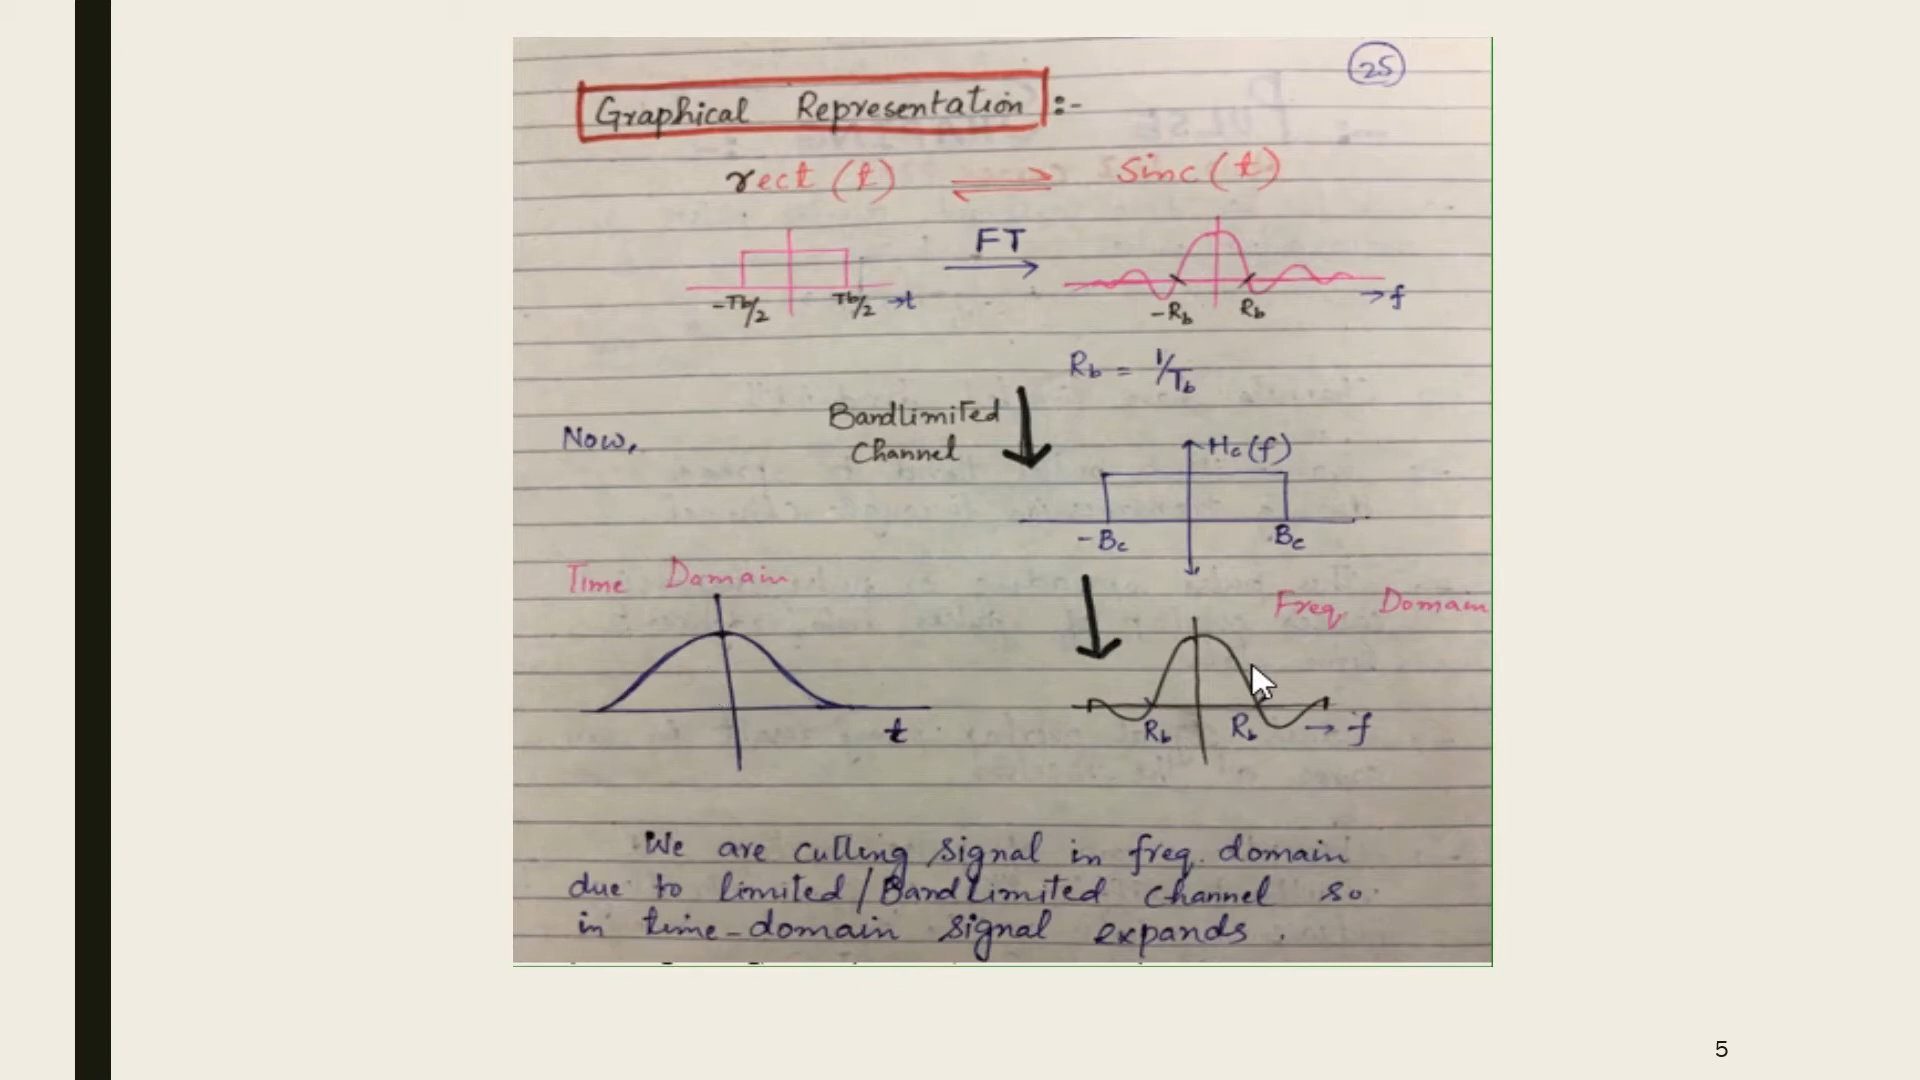 25
Graphical Representation :-
rect (t) ⇌ Sinc (t)
FT
-Tb/2 Tb/2 →t
-Rb Rb →f
Rb = 1/Tb
Bandlimited
Channel
Now,
Hc(f)
-Bc Bc
Time Domain
Freq. Domain
t
Rb Rb → f
We are cutting signal in freq. domain
due to limited/BandLimited channel so
in time-domain signal expands.
5